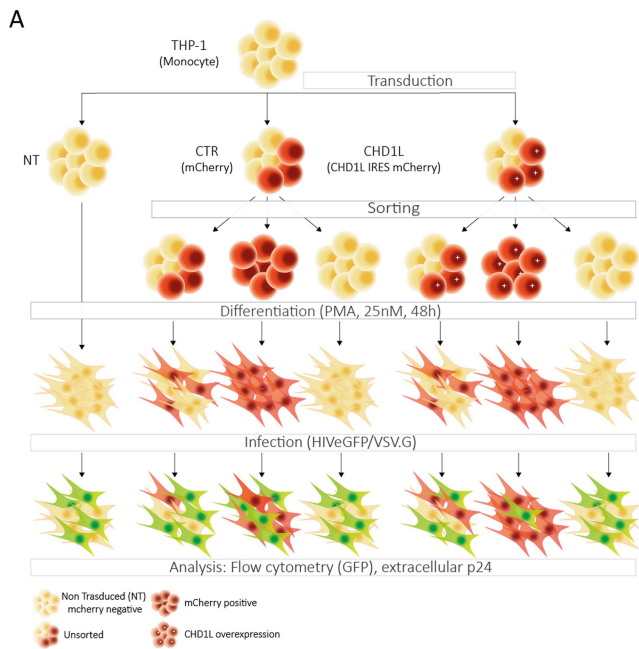 A
THP-1
(Monocyte)
Transduction
NT
CTR
(mCherry)
CHD1L
(CHD1L IRES mCherry)
Sorting
Differentiation (PMA, 25nM, 48h)
Infection (HIVeGFP/VSV.G)
Analysis: Flow cytometry (GFP), extracellular p24
Non Trasduced (NT)
mcherry negative
mCherry positive
Unsorted
CHD1L overexpression